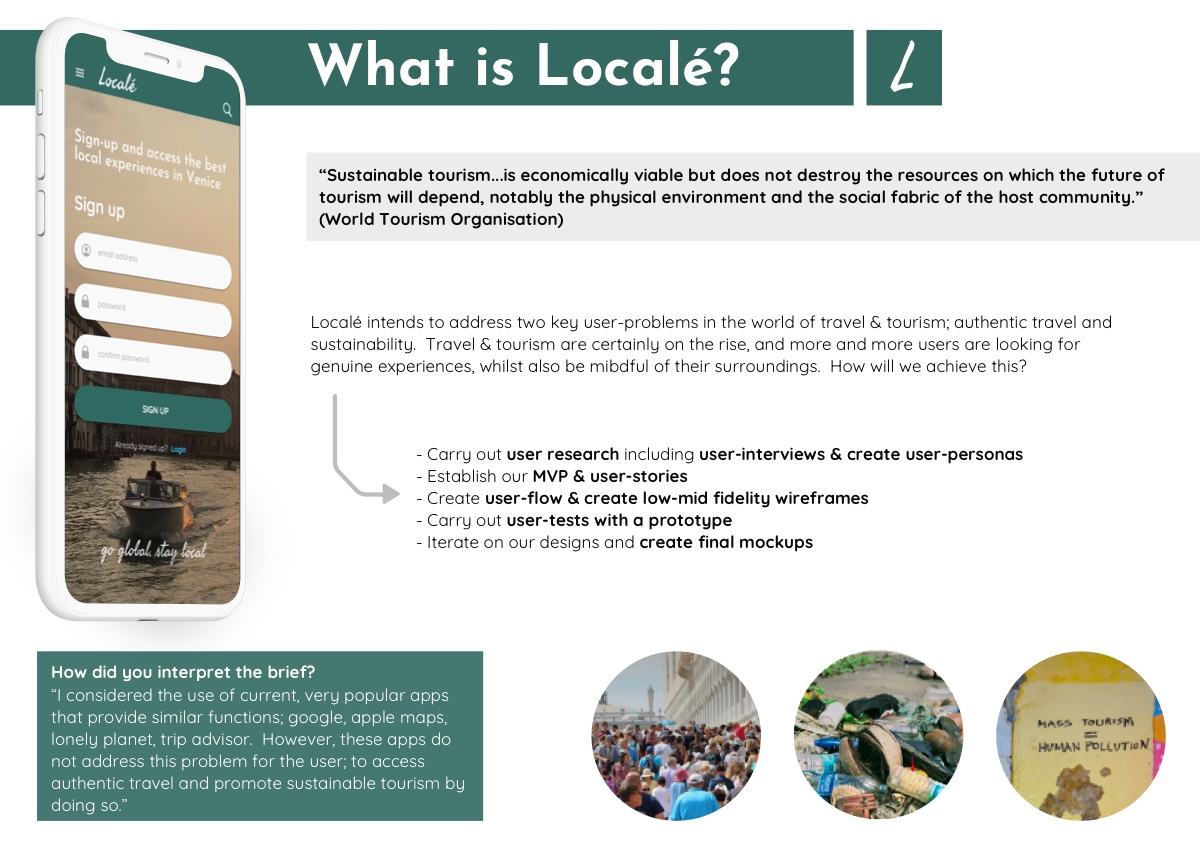 What is Localé?
L
Localé
Sign-up and access the best
local experiences in Venice
Sign up
email address
password
confirm password
SIGN UP
Already signed up? Login
go global. stay local
“Sustainable tourism...is economically viable but does not destroy the resources on which the future of
tourism will depend, notably the physical environment and the social fabric of the host community.”
(World Tourism Organisation)
Localé intends to address two key user-problems in the world of travel & tourism; authentic travel and
sustainability. Travel & tourism are certainly on the rise, and more and more users are looking for
genuine experiences, whilst also be mibdful of their surroundings. How will we achieve this?
- Carry out user research including user-interviews & create user-personas
- Establish our MVP & user-stories
- Create user-flow & create low-mid fidelity wireframes
- Carry out user-tests with a prototype
- Iterate on our designs and create final mockups
How did you interpret the brief?
“I considered the use of current, very popular apps
that provide similar functions; google, apple maps,
lonely planet, trip advisor. However, these apps do
not address this problem for the user; to access
authentic travel and promote sustainable tourism by
doing so.”
MASS TOURISM
=
HUMAN POLLUTION